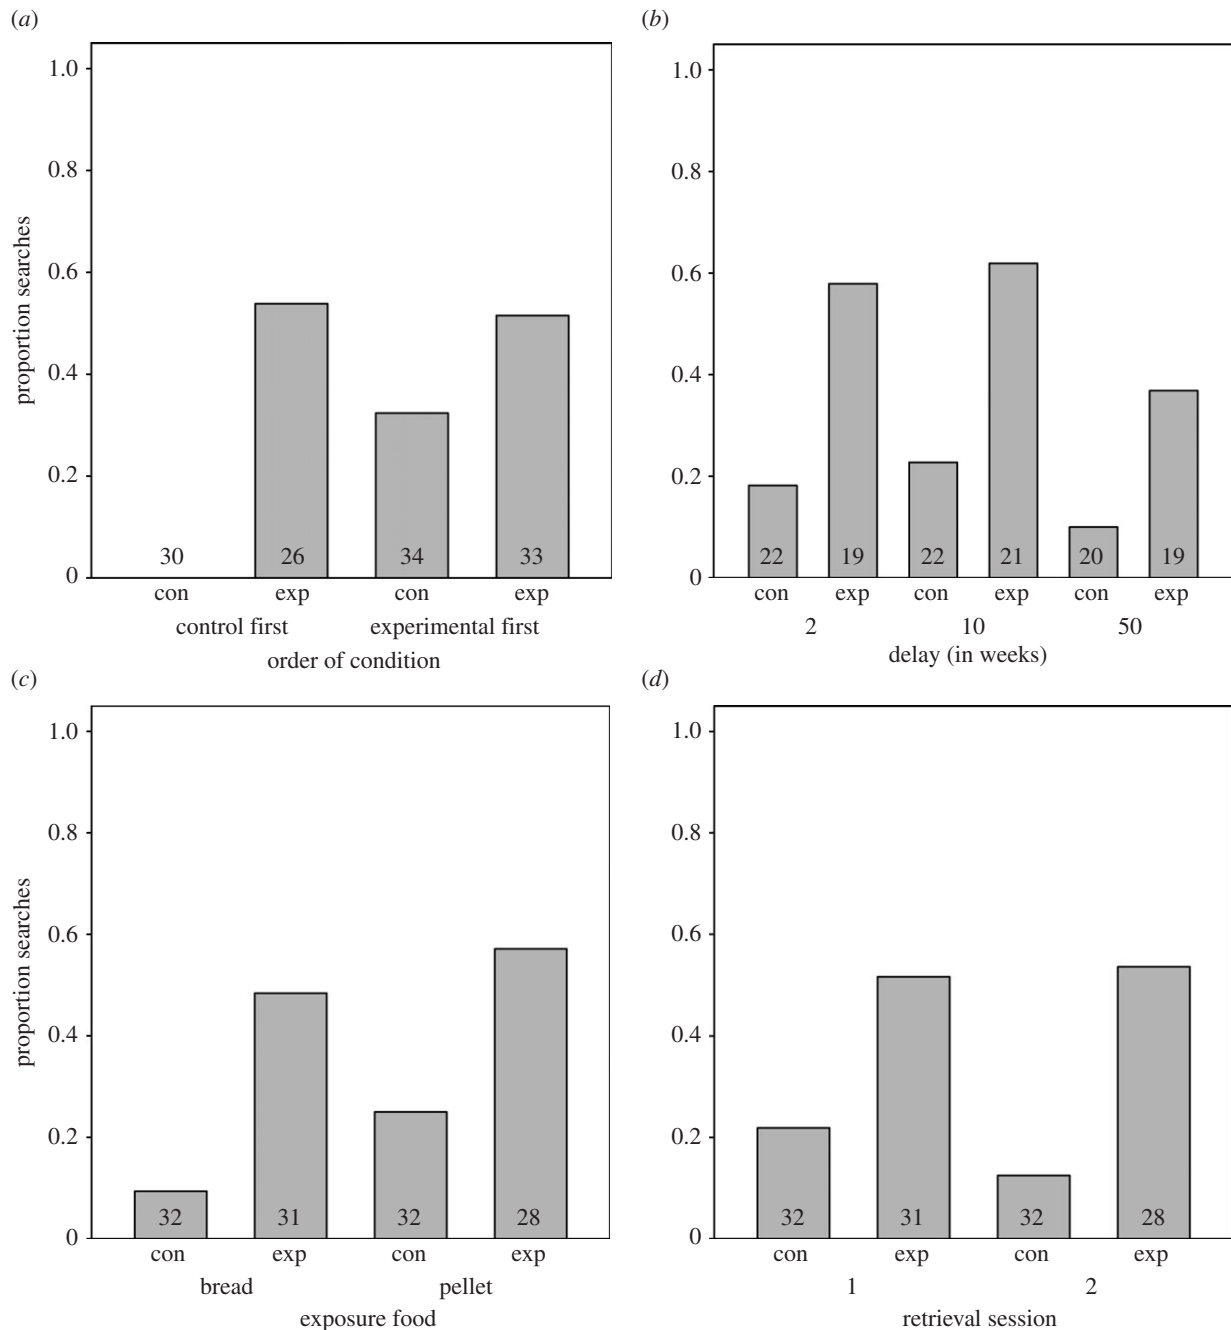 (a)
1.0
0.8
0.6
0.4
0.2
0
proportion searches
30 26 34 33
con exp con exp
control first experimental first
order of condition
(b)
1.0
0.8
0.6
0.4
0.2
0
22 19 22 21 20 19
con exp con exp con exp
2 10 50
delay (in weeks)
(c)
1.0
0.8
0.6
0.4
0.2
0
proportion searches
32 31 32 28
con exp con exp
bread pellet
exposure food
(d)
1.0
0.8
0.6
0.4
0.2
0
32 31 32 28
con exp con exp
1 2
retrieval session